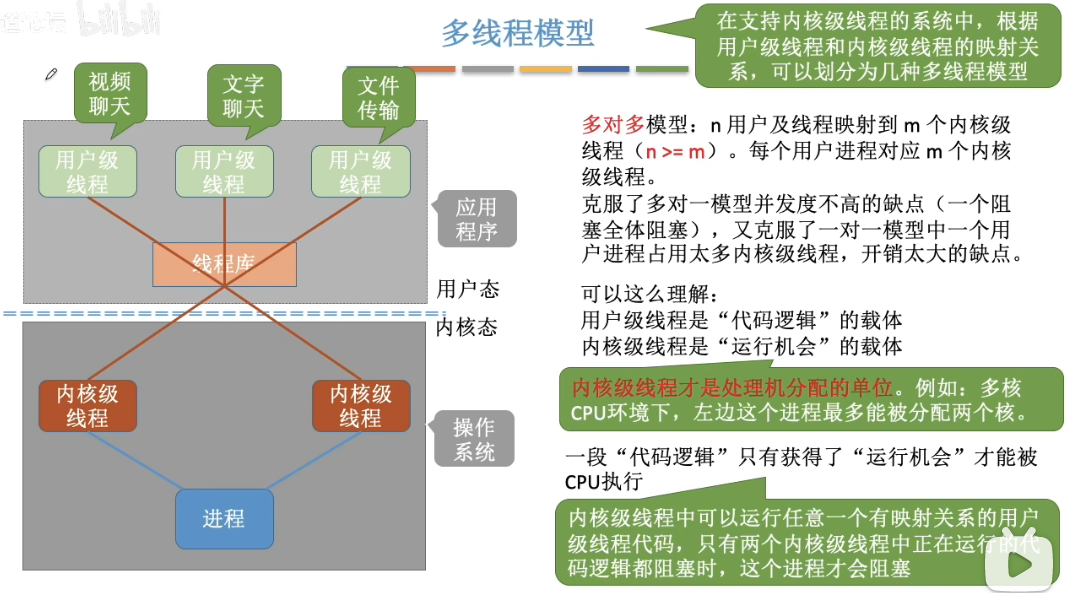 bilibili
多线程模型
在支持内核级线程的系统中，根据
用户级线程和内核级线程的映射关
系，可以划分为几种多线程模型
视频
聊天
文字
聊天
文件
传输
用户级
线程
用户级
线程
用户级
线程
应用
程序
线程库
用户态
内核态
内核级
线程
内核级
线程
操作
系统
进程
多对多模型：n 用户及线程映射到 m 个内核级
线程（n >= m）。每个用户进程对应 m 个内核
级线程。
克服了多对一模型并发度不高的缺点（一个阻
塞全体阻塞），又克服了一对一模型中一个用
户进程占用太多内核级线程，开销太大的缺点。
可以这么理解：
用户级线程是“代码逻辑”的载体
内核级线程是“运行机会”的载体
内核级线程才是处理机分配的单位。例如：多核
CPU环境下，左边这个进程最多能被分配两个核。
一段“代码逻辑”只有获得了“运行机会”才能被
CPU执行
内核级线程中可以运行任意一个有映射关系的用户
级线程代码，只有两个内核级线程中正在运行的代
码逻辑都阻塞时，这个进程才会阻塞